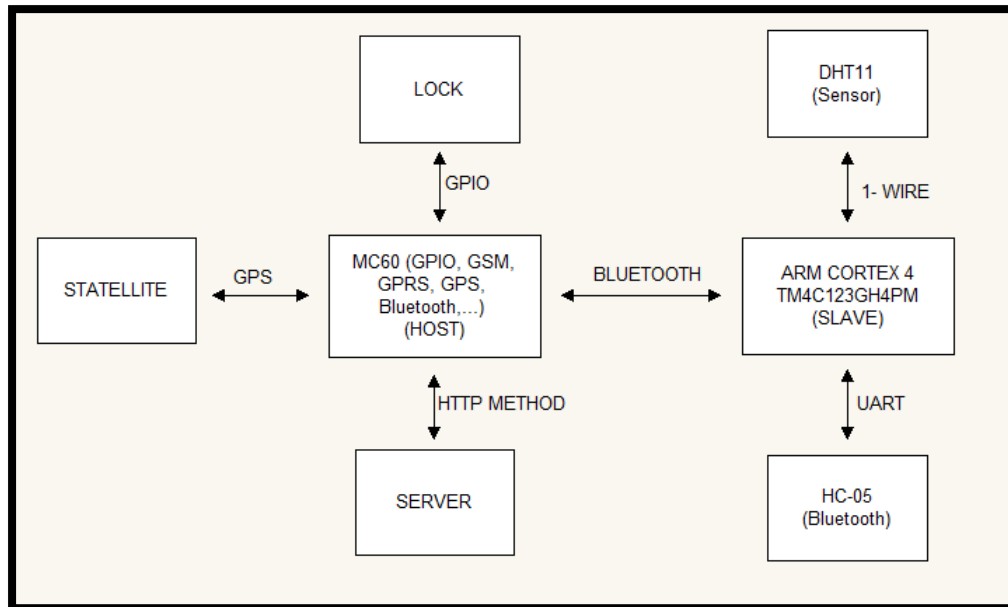 LOCK
DHT11
(Sensor)
GPIO
1- WIRE
STATELLITE
GPS
MC60 (GPIO, GSM,
GPRS, GPS,
Bluetooth,...)
(HOST)
BLUETOOTH
ARM CORTEX 4
TM4C123GH4PM
(SLAVE)
HTTP METHOD
UART
SERVER
HC-05
(Bluetooth)